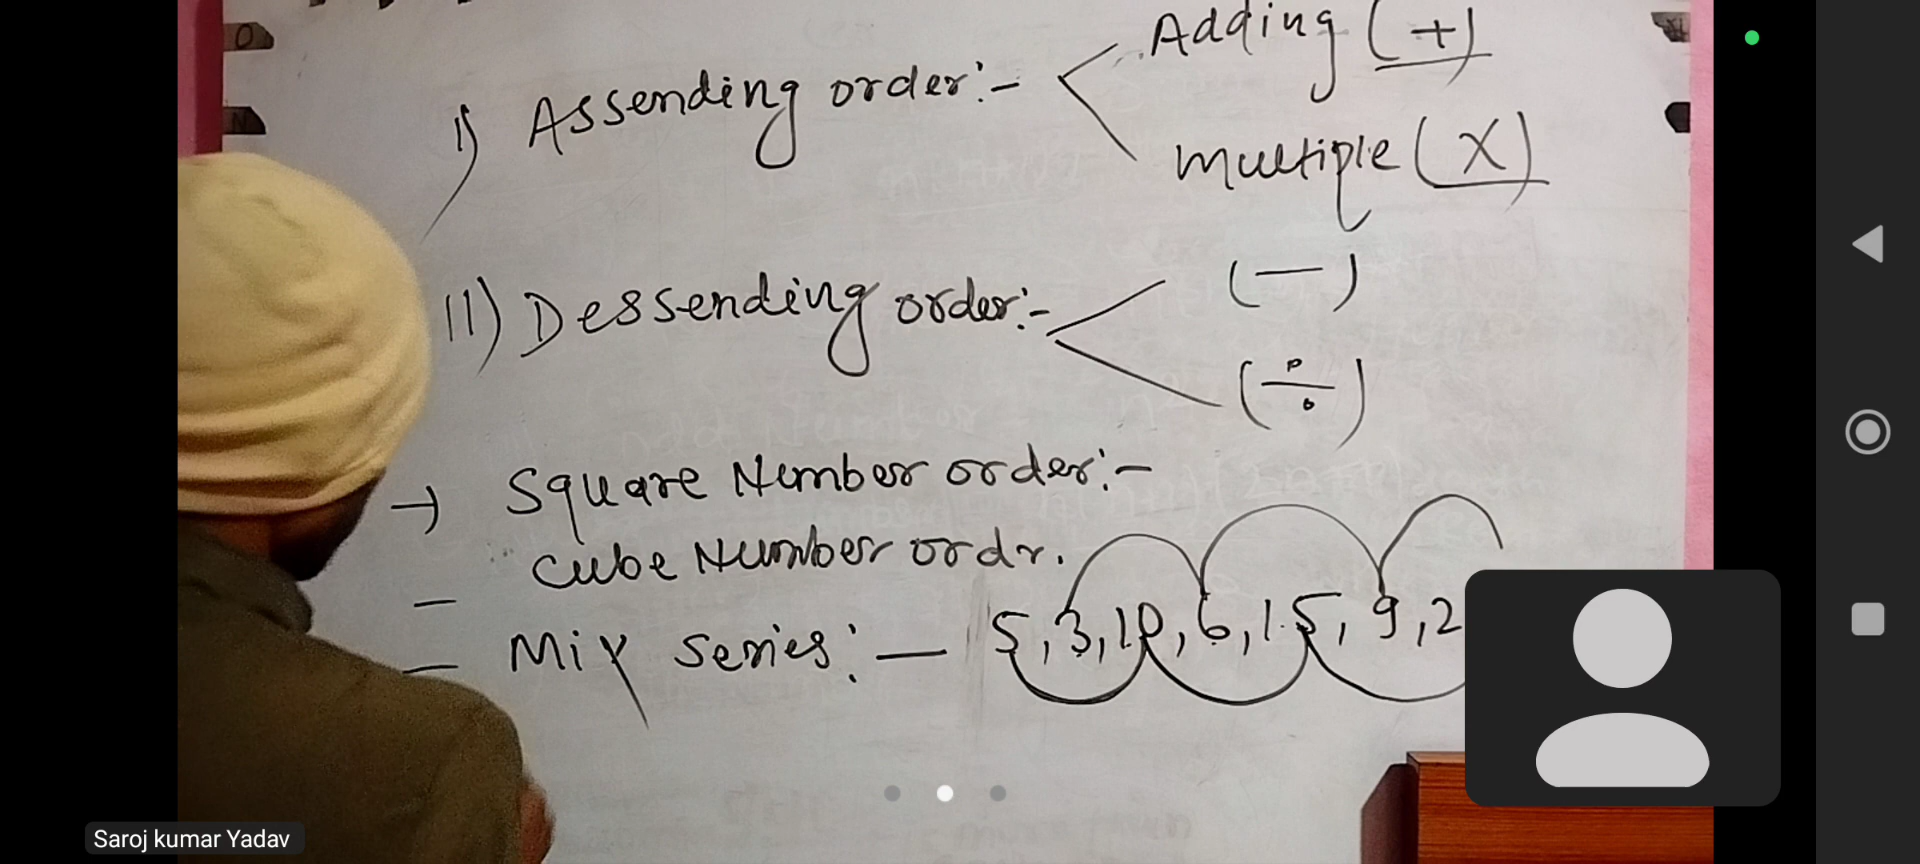 Adding (+)
I) Assending order:-
multiple (X)
II) Dessending order:-
(—)
(÷)
→ Square Number order:-
Cube Number ordr.
— Mix Series:— 5, 3, 10, 6, 15, 9, 2
Saroj kumar Yadav